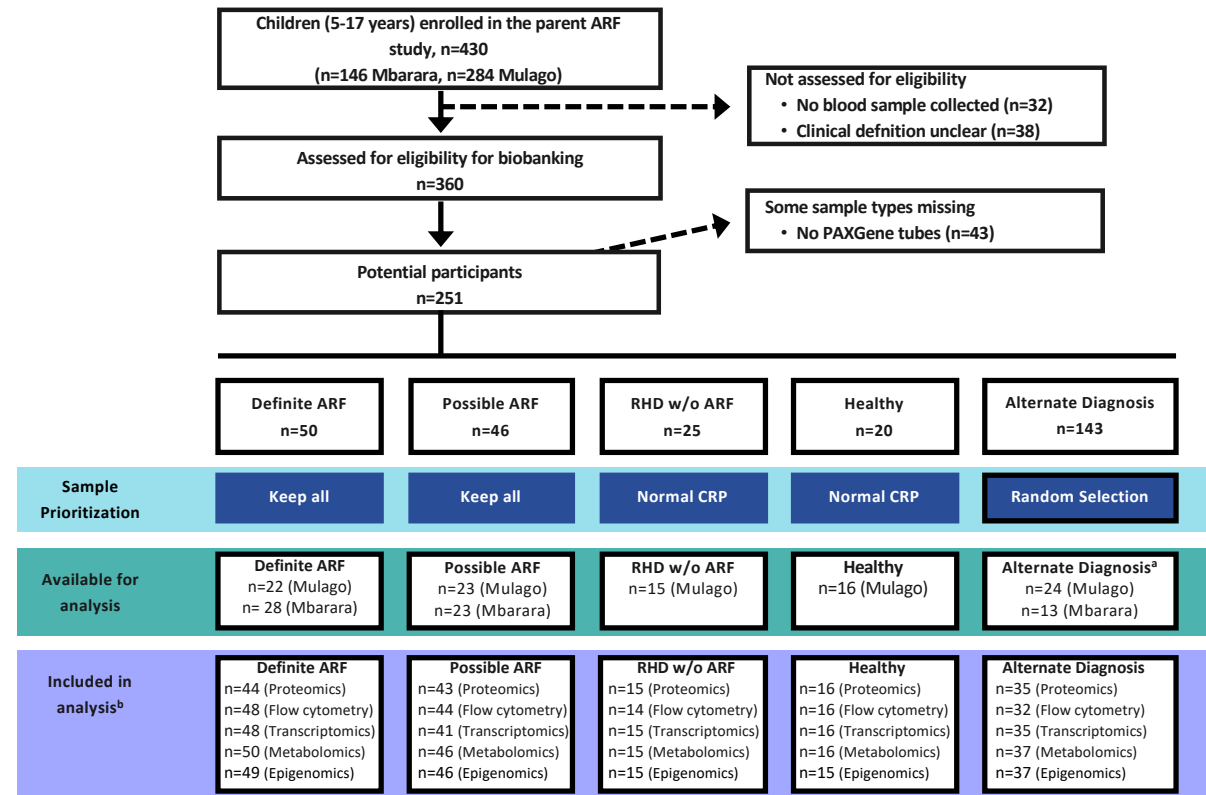 Children (5-17 years) enrolled in the parent ARF
study, n=430
(n=146 Mbarara, n=284 Mulago)
Not assessed for eligibility
• No blood sample collected (n=32)
• Clinical defnition unclear (n=38)
Assessed for eligibility for biobanking
n=360
Some sample types missing
• No PAXGene tubes (n=43)
Potential participants
n=251
Definite ARF
n=50
Possible ARF
n=46
RHD w/o ARF
n=25
Healthy
n=20
Alternate Diagnosis
n=143
Sample
Prioritization
Keep all
Keep all
Normal CRP
Normal CRP
Random Selection
Available for
analysis
Definite ARF
n=22 (Mulago)
n= 28 (Mbarara)
Possible ARF
n=23 (Mulago)
n=23 (Mbarara)
RHD w/o ARF
n=15 (Mulago)
Healthy
n=16 (Mulago)
Alternate Diagnosisᵃ
n=24 (Mulago)
n=13 (Mbarara)
Included in
analysisᵇ
Definite ARF
n=44 (Proteomics)
n=48 (Flow cytometry)
n=48 (Transcriptomics)
n=50 (Metabolomics)
n=49 (Epigenomics)
Possible ARF
n=43 (Proteomics)
n=44 (Flow cytometry)
n=41 (Transcriptomics)
n=46 (Metabolomics)
n=46 (Epigenomics)
RHD w/o ARF
n=15 (Proteomics)
n=14 (Flow cytometry)
n=15 (Transcriptomics)
n=15 (Metabolomics)
n=15 (Epigenomics)
Healthy
n=16 (Proteomics)
n=16 (Flow cytometry)
n=16 (Transcriptomics)
n=16 (Metabolomics)
n=15 (Epigenomics)
Alternate Diagnosis
n=35 (Proteomics)
n=32 (Flow cytometry)
n=35 (Transcriptomics)
n=37 (Metabolomics)
n=37 (Epigenomics)